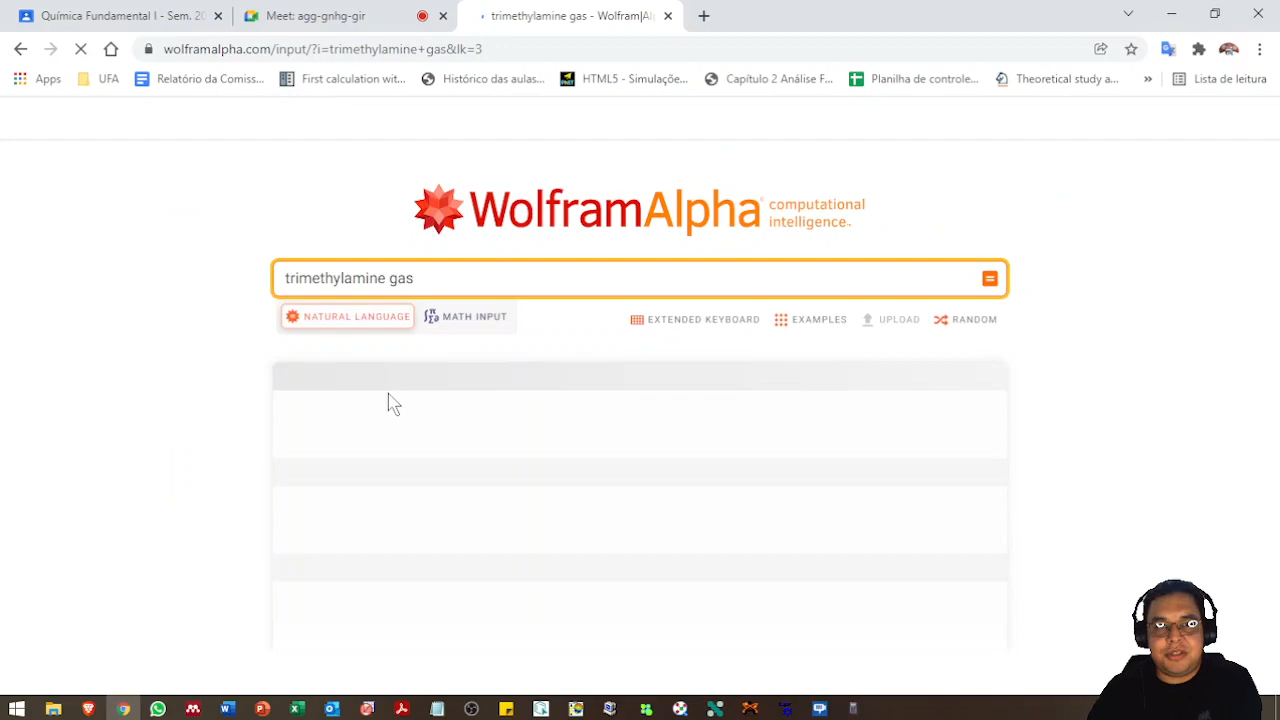 Química Fundamental I - Sem. 20
Meet: agg-gnhg-gir
trimethylamine gas - Wolfram|Al
wolframalpha.com/input/?i=trimethylamine+gas&lk=3
Apps
UFA
Relatório da Comiss...
First calculation wit...
Histórico das aulas...
HTML5 - Simulaçõe...
Capítulo 2 Análise F...
Planilha de controle...
Theoretical study a...
»
Lista de leitura
WolframAlpha computational
intelligence.
trimethylamine gas
NATURAL LANGUAGE
MATH INPUT
EXTENDED KEYBOARD
EXAMPLES
UPLOAD
RANDOM